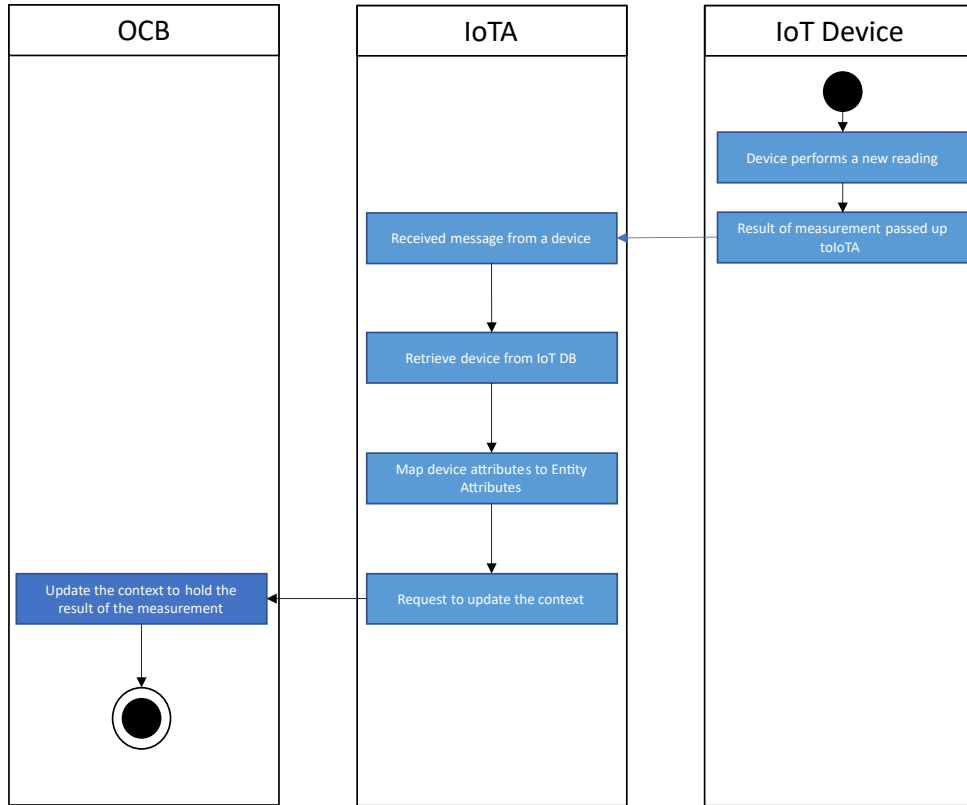 OCB
IoTA
IoT Device
Device performs a new reading
Result of measurement passed up
toIoTA
Received message from a device
Retrieve device from IoT DB
Map device attributes to Entity
Attributes
Request to update the context
Update the context to hold the
result of the measurement